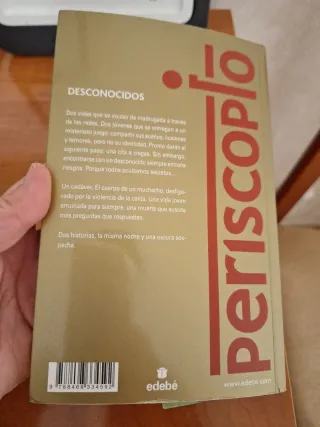 DESCONOCIDOS
Dos vidas que se cruzan de madrugada a través
de las redes. Dos jóvenes que se entregan a un
misterioso juego: compartir sus sueños, ilusiones
y temores, pero no su identidad. Pronto darán el
siguiente paso: una cita a ciegas. Sin embargo,
encontrarse con un desconocido siempre entraña
riesgos. Porque todos ocultamos secretos...
Un cadáver. El cuerpo de un muchacho, desfigu-
rado por la violencia de la caída. Una vida joven
arruinada para siempre, una muerte que suscita
más preguntas que respuestas.
Dos historias, la misma noche y una oscura sos-
pecha.
periscopio
edebé
www.edebe.com